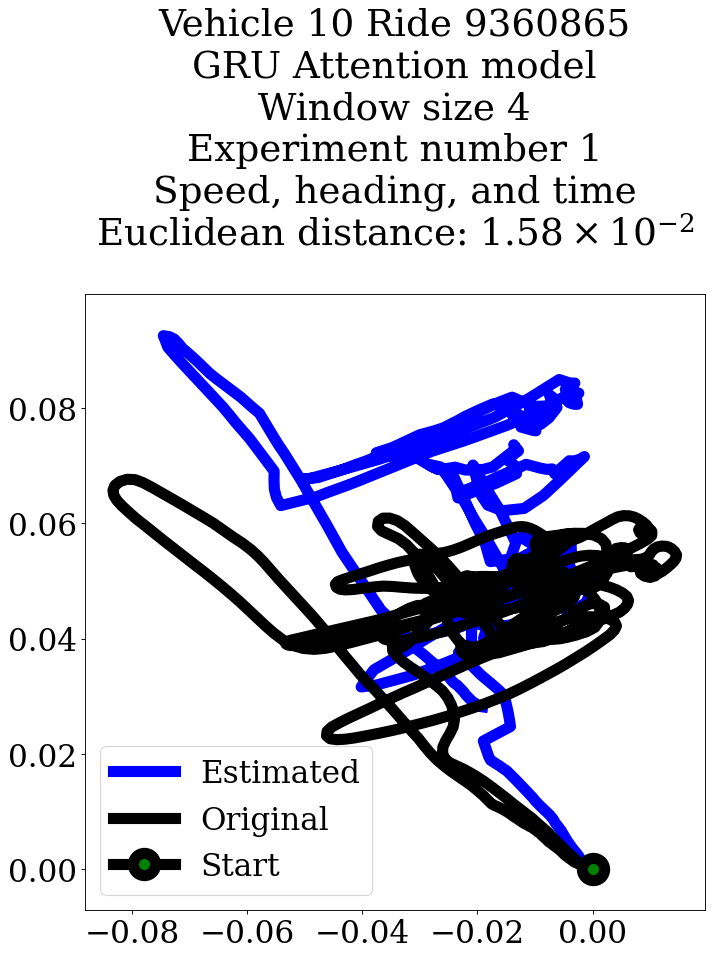 Vehicle 10 Ride 9360865
GRU Attention model
Window size 4
Experiment number 1
Speed, heading, and time
Euclidean distance: 1.58 × 10⁻²
0.08
0.06
0.04
0.02
0.00
Estimated
Original
Start
−0.08 −0.06 −0.04 −0.02 0.00